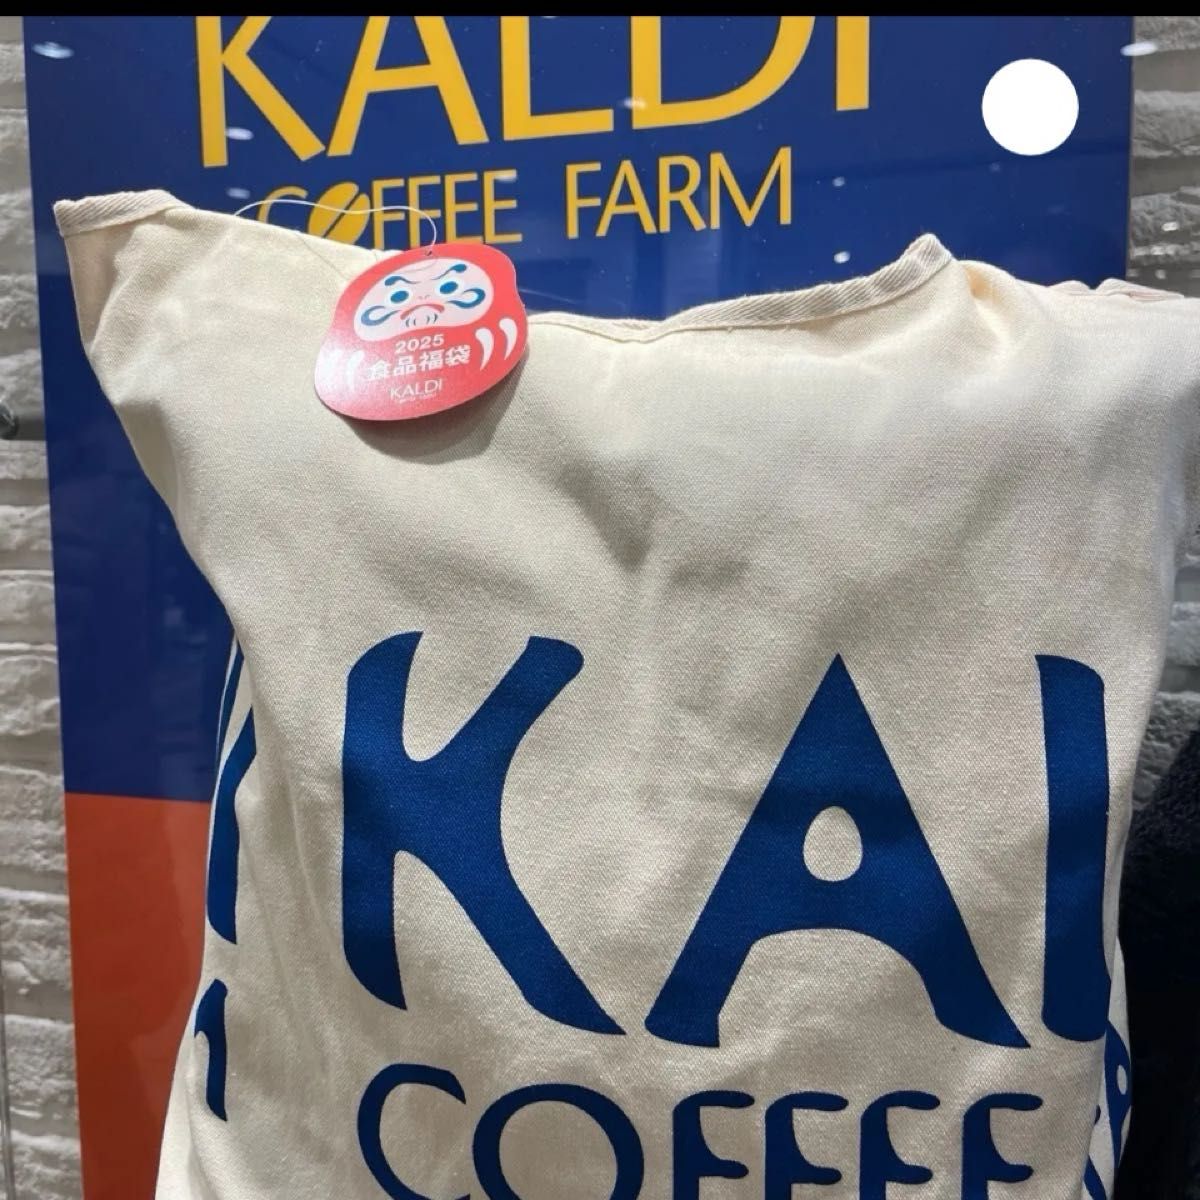 KALDI
COFFEE FARM
2025
食品福袋
KALDI
KAL
COFFEE